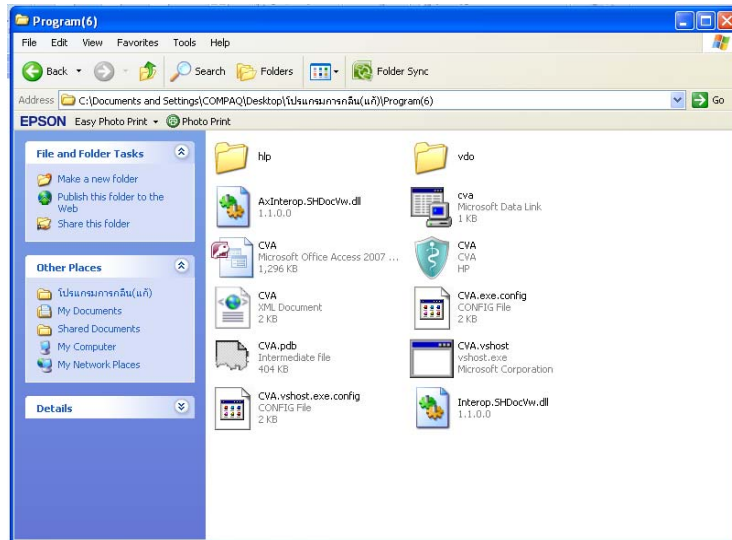 Program(6)
File Edit View Favorites Tools Help
Back Search Folders Folder Sync
Address C:\Documents and Settings\COMPAQ\Desktop\โปรแกรมการกลืน(แก้)\Program(6) Go
EPSON Easy Photo Print Photo Print
File and Folder Tasks
Make a new folder
Publish this folder to the
Web
Share this folder
Other Places
โปรแกรมการกลืน(แก้)
My Documents
Shared Documents
My Computer
My Network Places
Details
hlp
vdo
AxInterop.SHDocVw.dll
1.1.0.0
cva
Microsoft Data Link
1 KB
CVA
Microsoft Office Access 2007 ...
1,296 KB
CVA
CVA
HP
CVA
XML Document
2 KB
CVA.exe.config
CONFIG File
2 KB
CVA.pdb
Intermediate file
404 KB
CVA.vshost
vshost.exe
Microsoft Corporation
CVA.vshost.exe.config
CONFIG File
2 KB
Interop.SHDocVw.dll
1.1.0.0